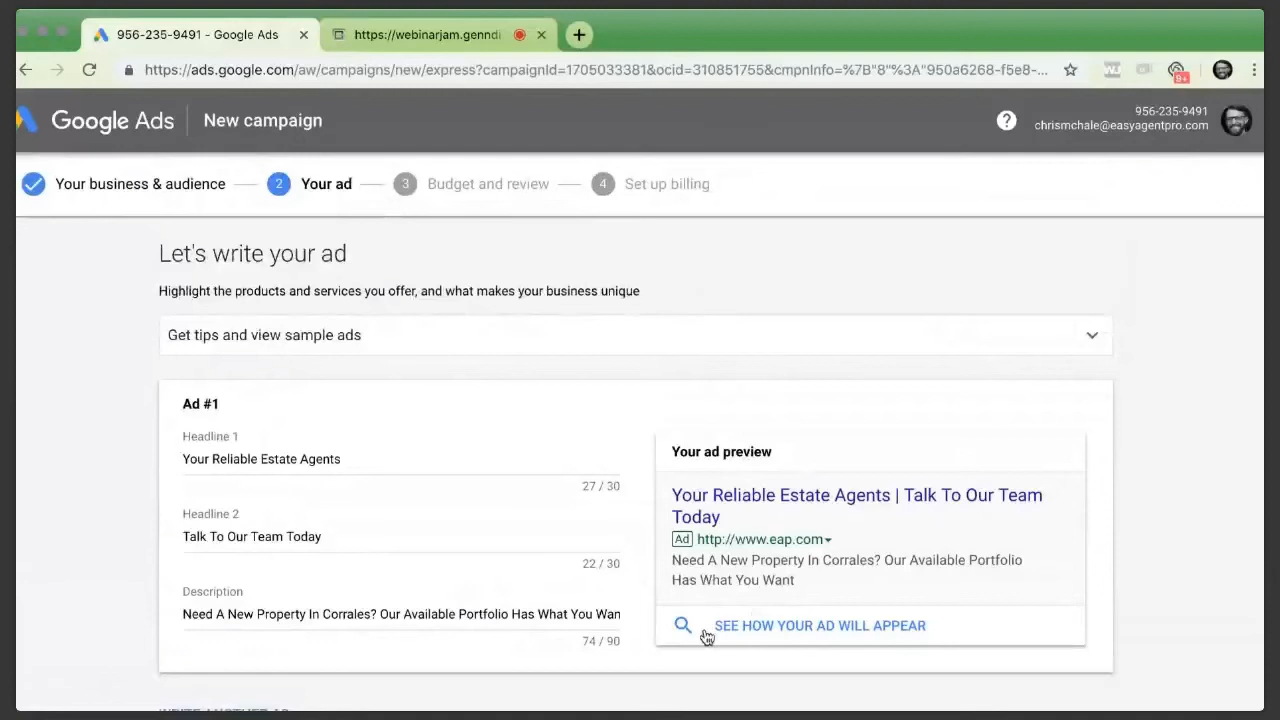 956-235-9491 - Google Ads
https://webinarjam.genndi
https://ads.google.com/aw/campaigns/new/express?campaignId=1705033381&ocid=310851755&cmpnInfo=%7B"8"%3A"950a6268-f5e8-...
9+
Google Ads
New campaign
956-235-9491
chrismchale@easyagentpro.com
Your business & audience
2 Your ad
3 Budget and review
4 Set up billing
Let's write your ad
Highlight the products and services you offer, and what makes your business unique
Get tips and view sample ads
Ad #1
Headline 1
Your Reliable Estate Agents
27 / 30
Headline 2
Talk To Our Team Today
22 / 30
Description
Need A New Property In Corrales? Our Available Portfolio Has What You Wan
74 / 90
Your ad preview
Your Reliable Estate Agents | Talk To Our Team
Today
Ad http://www.eap.com
Need A New Property In Corrales? Our Available Portfolio
Has What You Want
SEE HOW YOUR AD WILL APPEAR